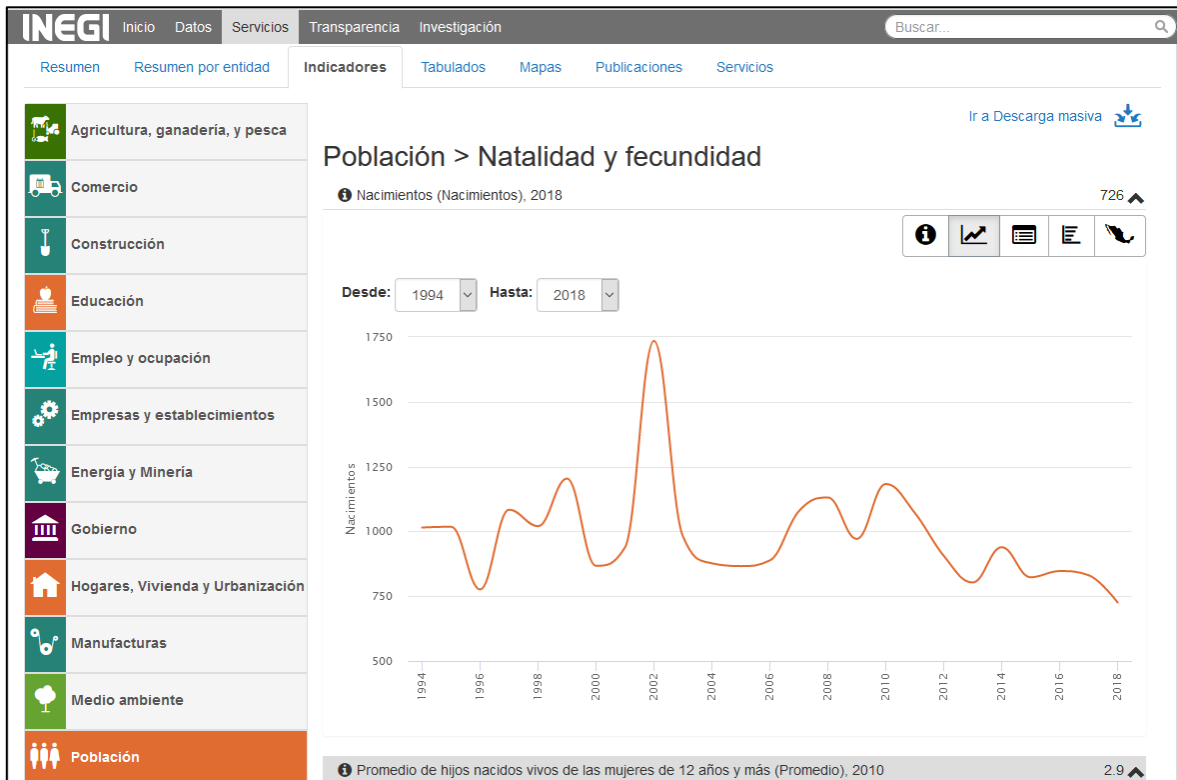 INEGI Inicio Datos Servicios Transparencia Investigación Buscar...
Resumen Resumen por entidad Indicadores Tabulados Mapas Publicaciones Servicios
Ir a Descarga masiva
Agricultura, ganadería, y pesca
Comercio
Construcción
Educación
Empleo y ocupación
Empresas y establecimientos
Energía y Minería
Gobierno
Hogares, Vivienda y Urbanización
Manufacturas
Medio ambiente
Población
Población > Natalidad y fecundidad
Nacimientos (Nacimientos), 2018 726
Desde: 1994 Hasta: 2018
1750
1500
1250
1000
750
500
Nacimientos
1994 1996 1998 2000 2002 2004 2006 2008 2010 2012 2014 2016 2018
Promedio de hijos nacidos vivos de las mujeres de 12 años y más (Promedio), 2010 2.9